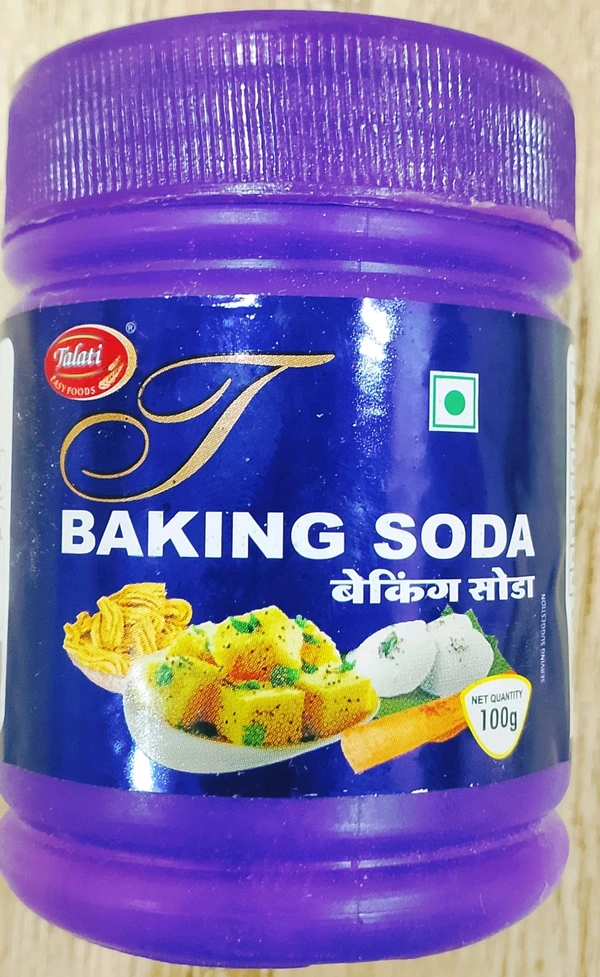 Talati
®
EASY FOODS
T
BAKING SODA
बेकिंग सोडा
SERVING SUGGESTION
NET QUANTITY
100g